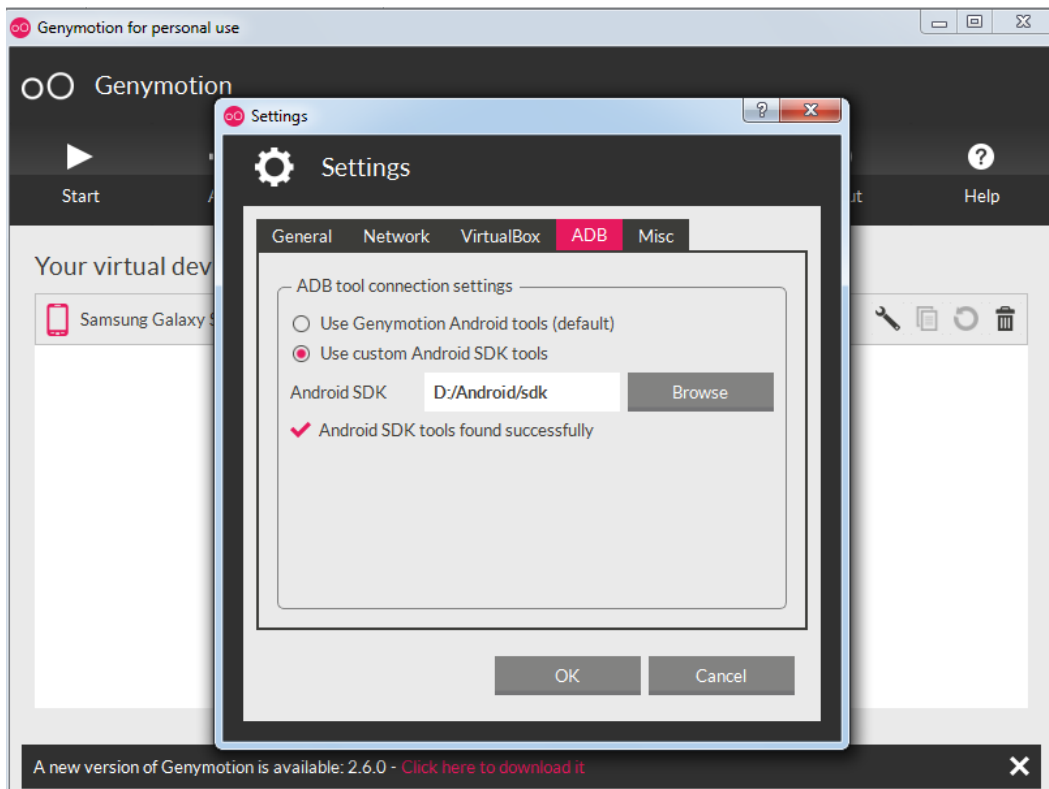 Genymotion for personal use
Genymotion
Settings
Settings
Start
Help
General Network VirtualBox ADB Misc
Your virtual dev
ADB tool connection settings
Samsung Galaxy S
Use Genymotion Android tools (default)
Use custom Android SDK tools
Android SDK D:/Android/sdk Browse
Android SDK tools found successfully
OK Cancel
A new version of Genymotion is available: 2.6.0 - Click here to download it